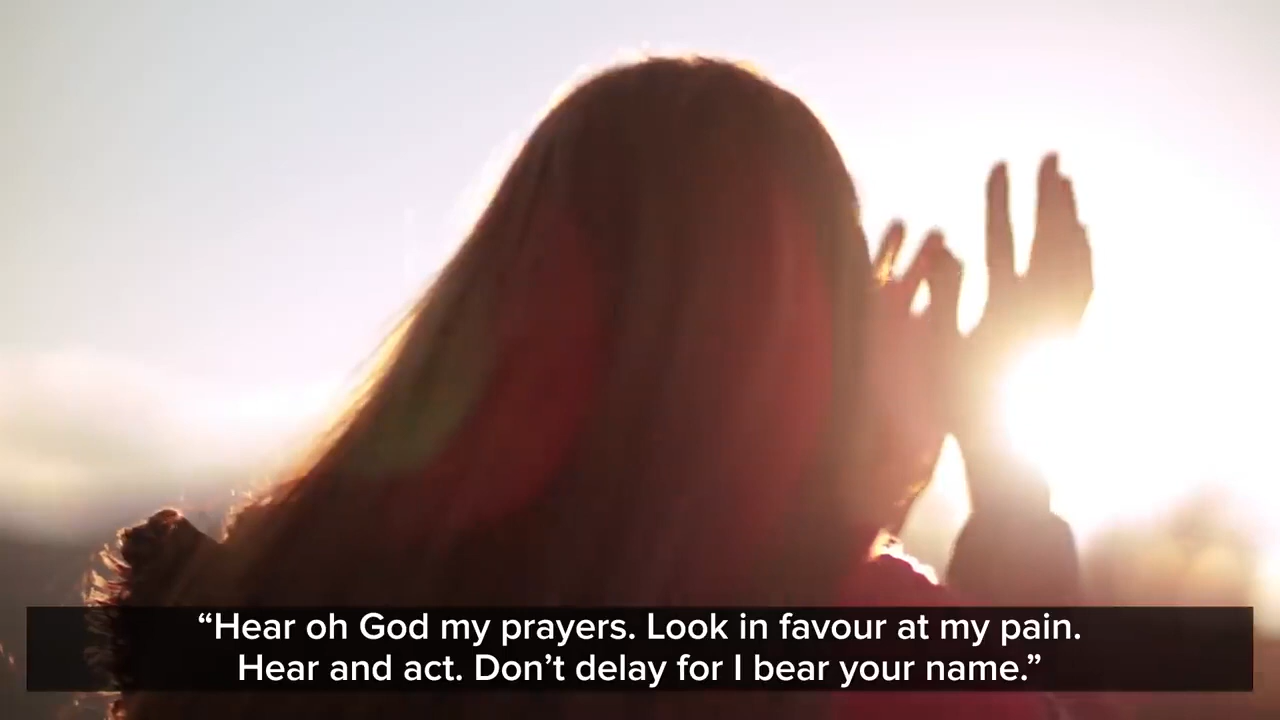 “Hear oh God my prayers. Look in favour at my pain.
Hear and act. Don’t delay for I bear your name.”